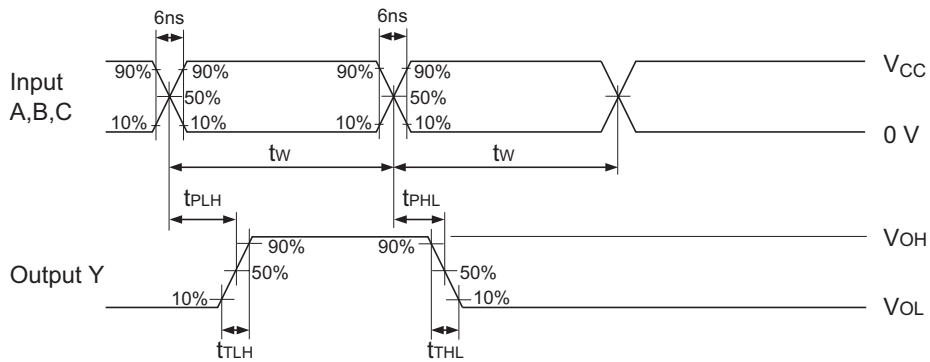 6ns 6ns
90% 90% 90% 90% VCC
Input
A,B,C
50% 50%
10% 10% 10% 10% 0 V
tW tW
tPLH tPHL
90% 90% VOH
Output Y
50% 50%
10% 10% VOL
tTLH tTHL